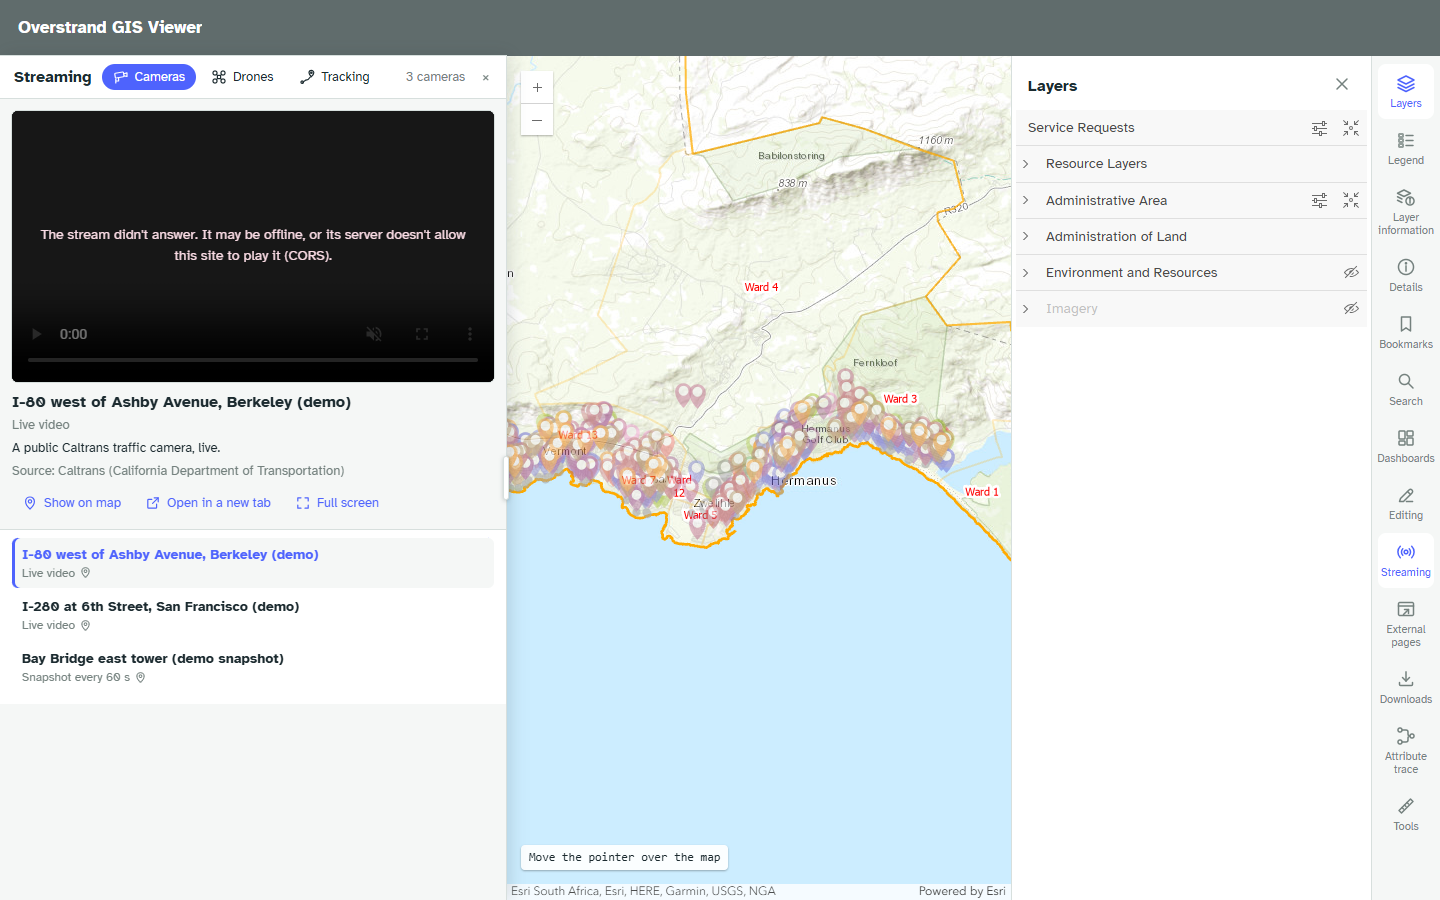 Overstrand GIS Viewer
Streaming
Cameras
Drones
Tracking
3 cameras
The stream didn't answer. It may be offline, or its server doesn't allow
this site to play it (CORS).
0:00
I-80 west of Ashby Avenue, Berkeley (demo)
Live video
A public Caltrans traffic camera, live.
Source: Caltrans (California Department of Transportation)
Show on map
Open in a new tab
Full screen
I-80 west of Ashby Avenue, Berkeley (demo)
Live video
I-280 at 6th Street, San Francisco (demo)
Live video
Bay Bridge east tower (demo snapshot)
Snapshot every 60 s
1160 m
Babilonstoring
838 m
R320
n
Ward 4
Fernkloof
Ward 3
Hermanus
Golf Club
Ward 13
Vermont
Ward 7
Ward
12
Hermanus
Zwelihle
Ward 5
Ward 1
Move the pointer over the map
Esri South Africa, Esri, HERE, Garmin, USGS, NGA
Powered by Esri
Layers
Service Requests
Resource Layers
Administrative Area
Administration of Land
Environment and Resources
Imagery
Layers
Legend
Layer
information
Details
Bookmarks
Search
Dashboards
Editing
Streaming
External
pages
Downloads
Attribute
trace
Tools